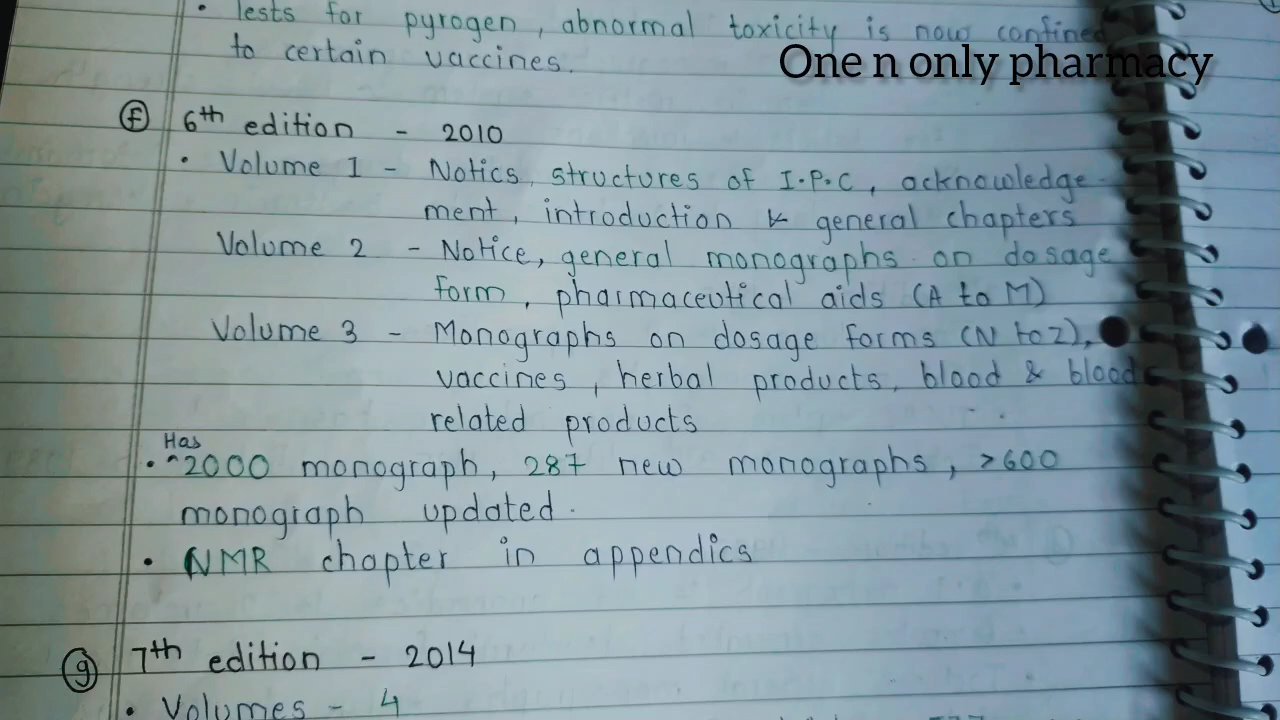 • Tests for pyrogen, abnormal toxicity is now confined
to certain vaccines.
One n only pharmacy
(f) 6th edition - 2010
• Volume 1 - Notics, structures of I.P.C, acknowledge-
ment, introduction & general chapters
Volume 2 - Notice, general monographs on dosage
form, pharmaceutical aids (A to M)
Volume 3 - Monographs on dosage forms (N to Z),
vaccines, herbal products, blood & blood
related products
Has
• ^2000 monograph, 287 new monographs, >600
monograph updated.
• NMR chapter in appendics
(g) 7th edition - 2014
• Volumes - 4